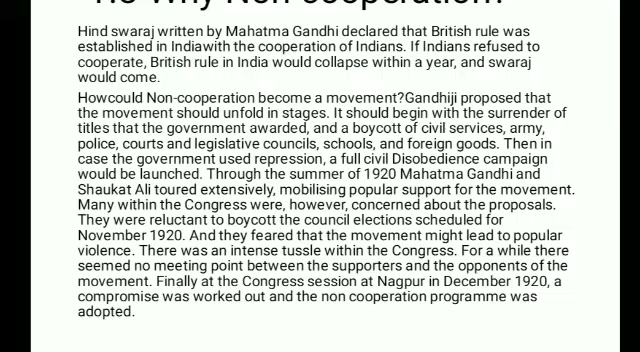 1.3 Why Non-cooperation?
Hind swaraj written by Mahatma Gandhi declared that British rule was
established in Indiawith the cooperation of Indians. If Indians refused to
cooperate, British rule in India would collapse within a year, and swaraj
would come.
Howcould Non-cooperation become a movement?Gandhiji proposed that
the movement should unfold in stages. It should begin with the surrender of
titles that the government awarded, and a boycott of civil services, army,
police, courts and legislative councils, schools, and foreign goods. Then in
case the government used repression, a full civil Disobedience campaign
would be launched. Through the summer of 1920 Mahatma Gandhi and
Shaukat Ali toured extensively, mobilising popular support for the movement.
Many within the Congress were, however, concerned about the proposals.
They were reluctant to boycott the council elections scheduled for
November 1920. And they feared that the movement might lead to popular
violence. There was an intense tussle within the Congress. For a while there
seemed no meeting point between the supporters and the opponents of the
movement. Finally at the Congress session at Nagpur in December 1920, a
compromise was worked out and the non cooperation programme was
adopted.